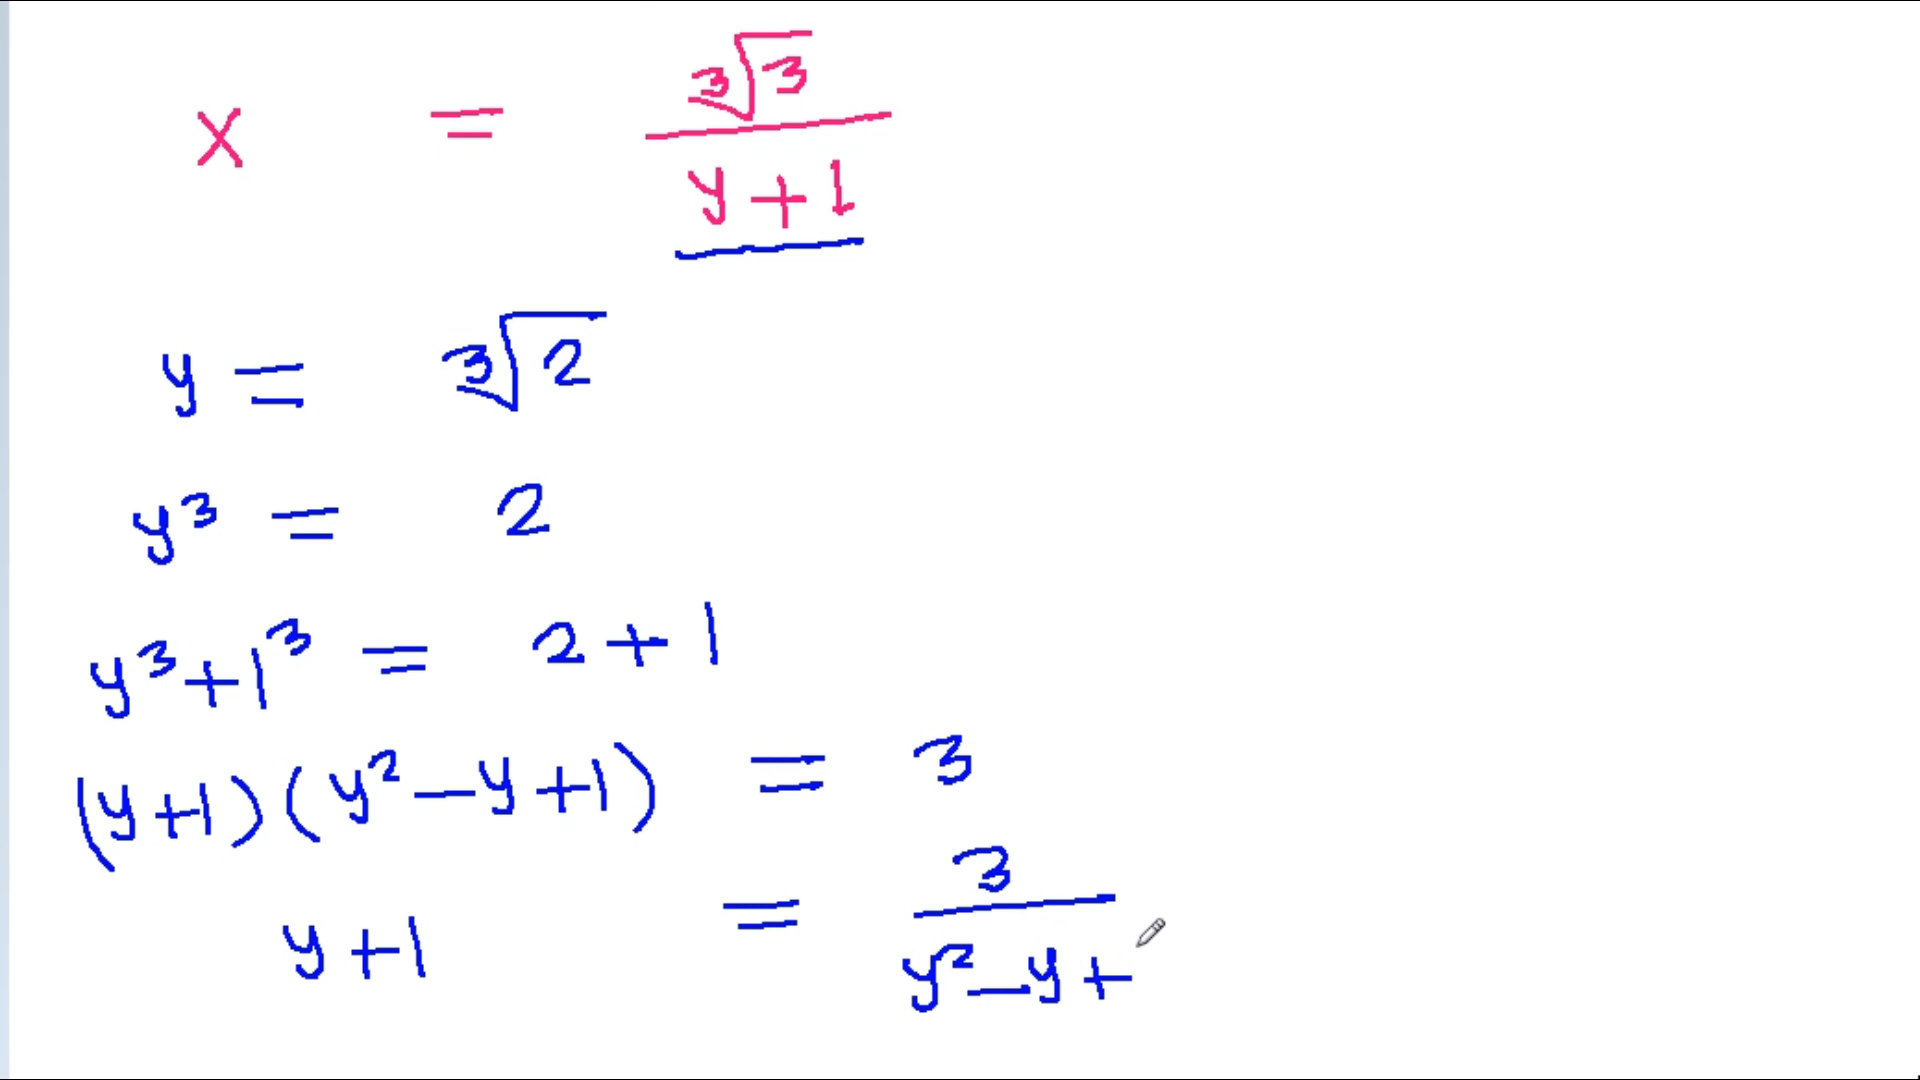 x = ∛3 / (y + 1)
y = ∛2
y³ = 2
y³ + 1³ = 2 + 1
(y+1)(y² − y + 1) = 3
y + 1 = 3 / (y² − y +